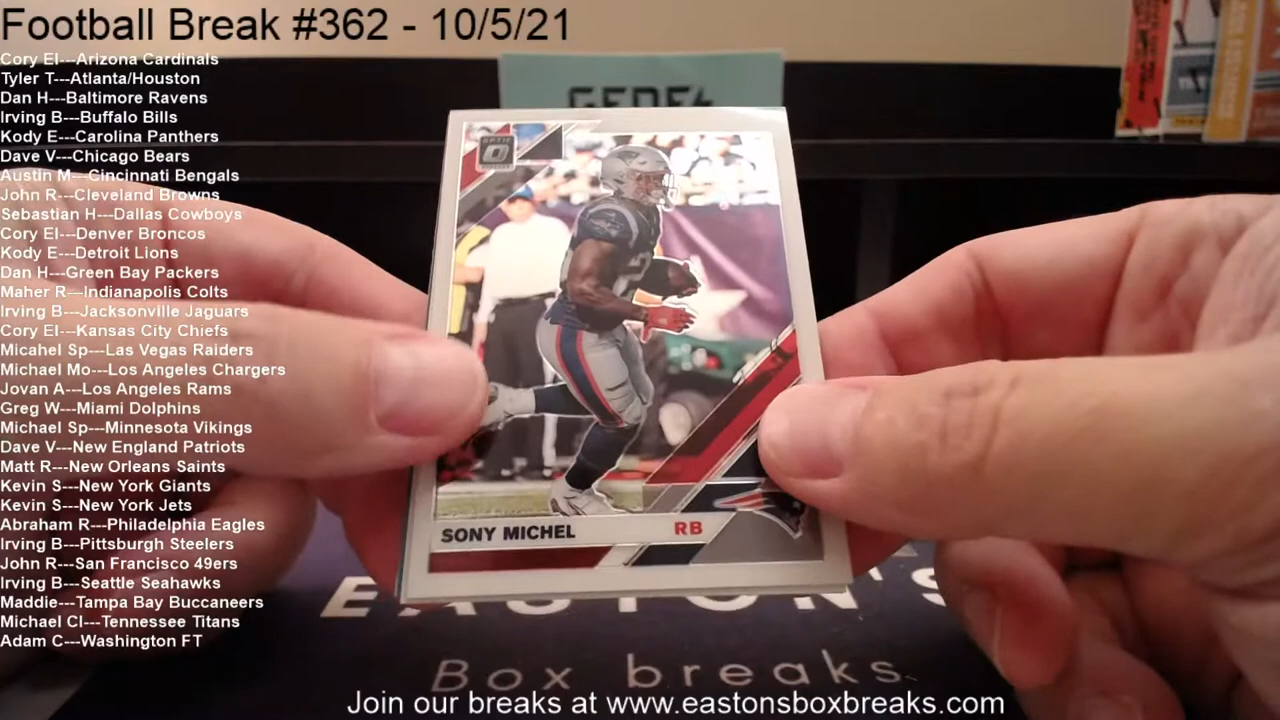 Football Break #362 - 10/5/21
Cory El---Arizona Cardinals
Tyler T---Atlanta/Houston
Dan H---Baltimore Ravens
Irving B---Buffalo Bills
Kody E---Carolina Panthers
Dave V---Chicago Bears
Austin M---Cincinnati Bengals
John R---Cleveland Browns
Sebastian H---Dallas Cowboys
Cory El---Denver Broncos
Kody E---Detroit Lions
Dan H---Green Bay Packers
Maher R---Indianapolis Colts
Irving B---Jacksonville Jaguars
Cory El---Kansas City Chiefs
Micahel Sp---Las Vegas Raiders
Michael Mo---Los Angeles Chargers
Jovan A---Los Angeles Rams
Greg W---Miami Dolphins
Michael Sp---Minnesota Vikings
Dave V---New England Patriots
Matt R---New Orleans Saints
Kevin S---New York Giants
Kevin S---New York Jets
Abraham R---Philadelphia Eagles
Irving B---Pittsburgh Steelers
John R---San Francisco 49ers
Irving B---Seattle Seahawks
Maddie---Tampa Bay Buccaneers
Michael Cl---Tennessee Titans
Adam C---Washington FT
OPTIC
SONY MICHEL RB
EASTON'S
Box breaks
Join our breaks at www.eastonsboxbreaks.com